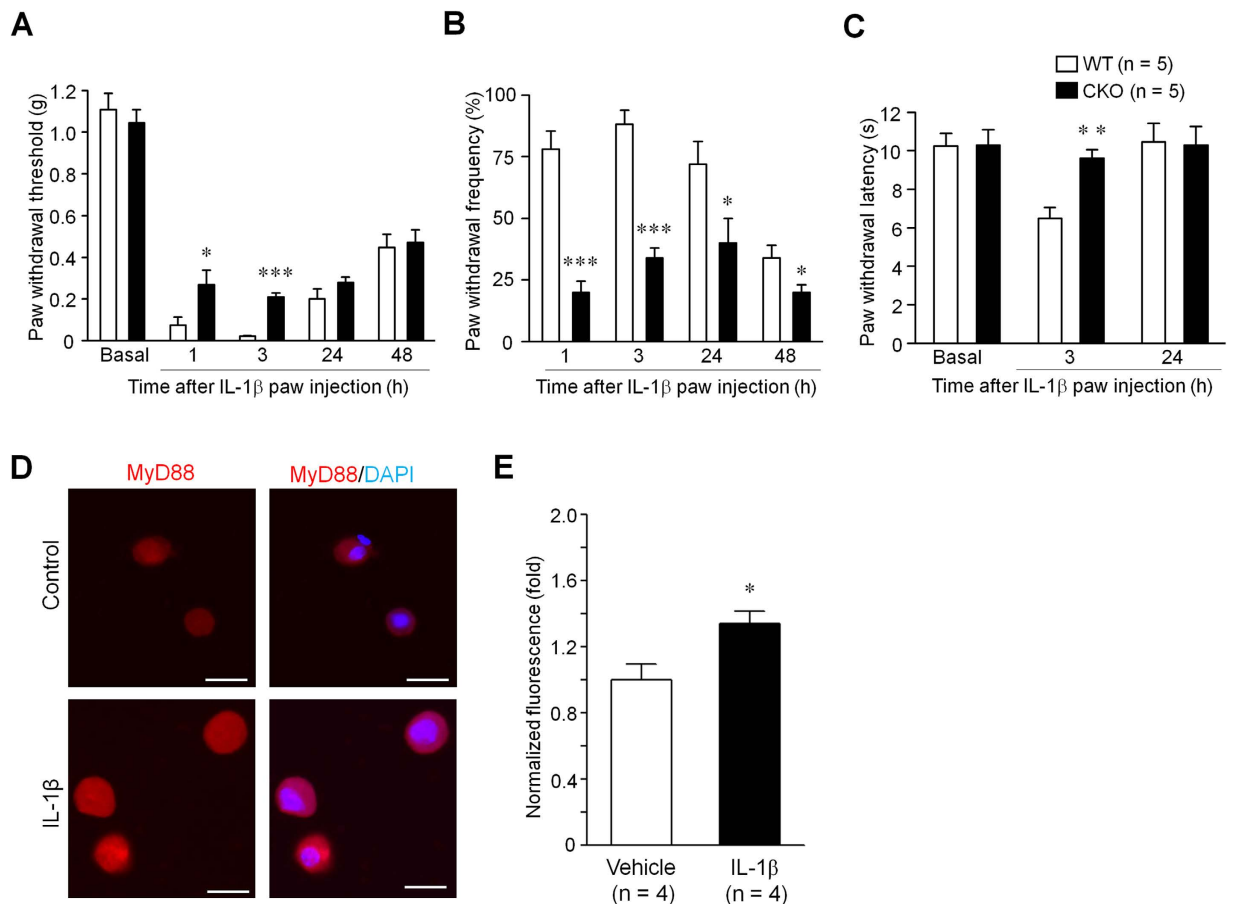 A
B
C
WT (n = 5)
CKO (n = 5)
Paw withdrawal threshold (g)
1.2
1.0
0.8
0.6
0.4
0.2
0
*
***
Basal
1
3
24
48
Time after IL-1β paw injection (h)
Paw withdrawal frequency (%)
100
75
50
25
0
***
***
*
*
1
3
24
48
Time after IL-1β paw injection (h)
Paw withdrawal latency (s)
12
10
8
6
4
2
0
* *
Basal
3
24
Time after IL-1β paw injection (h)
D
MyD88
MyD88/DAPI
Control
IL-1β
E
Normalized fluorescence (fold)
2.0
1.6
1.2
0.8
0.4
0
*
Vehicle
(n = 4)
IL-1β
(n = 4)